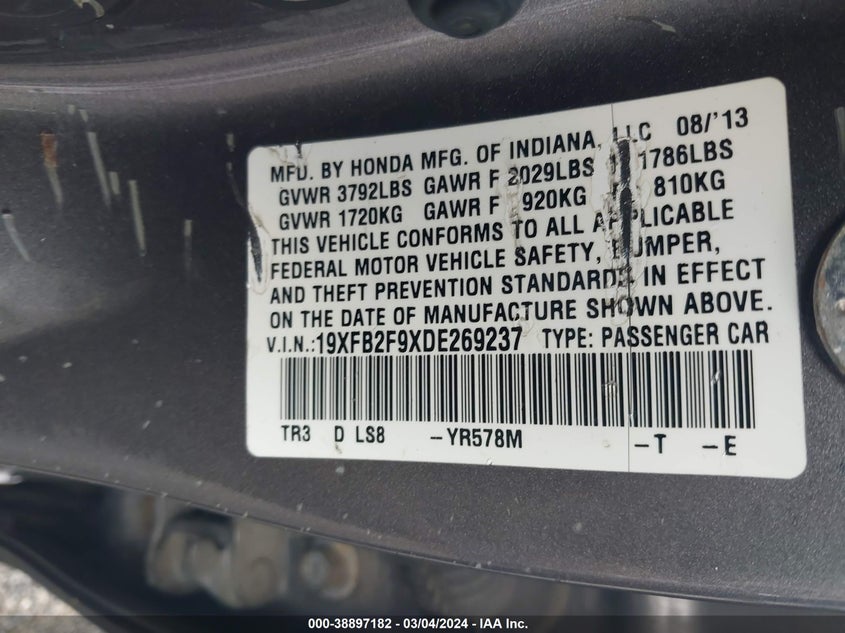 MFD. BY HONDA MFG. OF INDIANA, LLC 08/'13
GVWR 3792LBS GAWR F 2029LBS 1786LBS
GVWR 1720KG GAWR F 920KG 810KG
THIS VEHICLE CONFORMS TO ALL APPLICABLE
FEDERAL MOTOR VEHICLE SAFETY, BUMPER,
AND THEFT PREVENTION STANDARDS IN EFFECT
ON THE DATE OF MANUFACTURE SHOWN ABOVE.
V.I.N.:19XFB2F9XDE269237 TYPE: PASSENGER CAR
TR3 D LS8 -YR578M -T -E
000-38897182 - 03/04/2024 - IAA Inc.